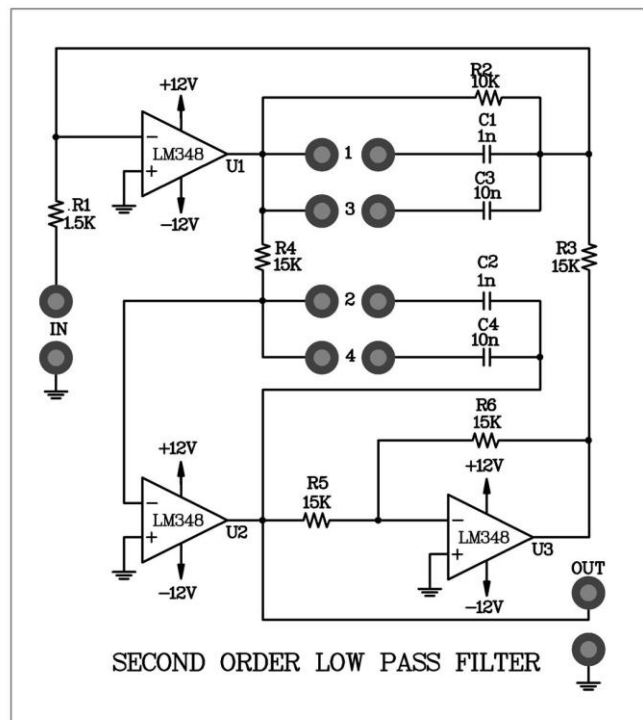 R2
10K
+12V
C1
1n
−
LM348
U1
1
+
C3
10n
3
.R1
1.5K
−12V
R4
15K
R3
15K
C2
1n
2
IN
C4
10n
4
R6
15K
+12V
+12V
R5
15K
−
LM348
U2
−
LM348
U3
+
+
−12V
OUT
−12V
SECOND ORDER LOW PASS FILTER